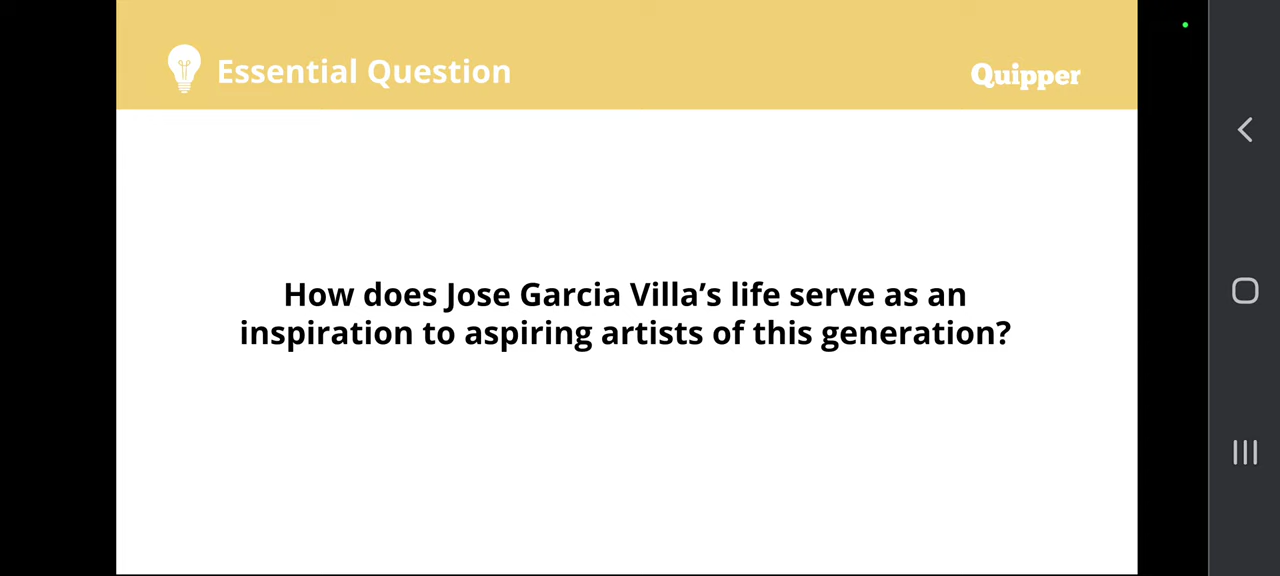 Essential Question
Quipper
How does Jose Garcia Villa's life serve as an
inspiration to aspiring artists of this generation?